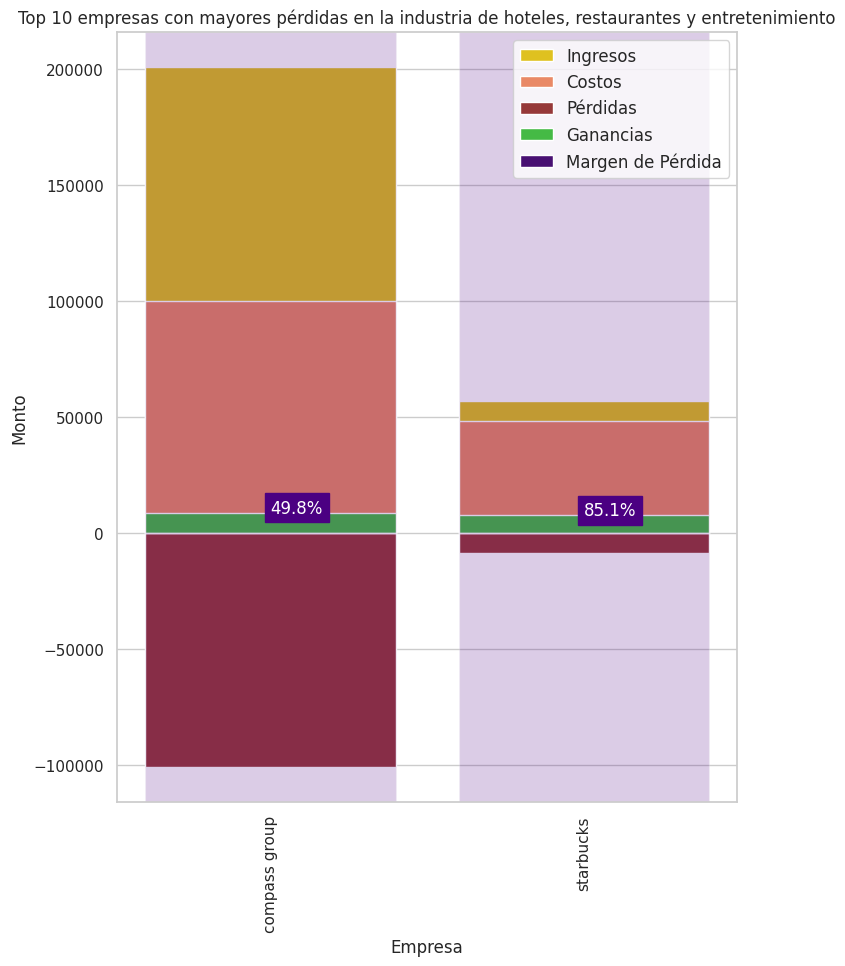 Top 10 empresas con mayores pérdidas en la industria de hoteles, restaurantes y entretenimiento
Ingresos
Costos
Pérdidas
Ganancias
Margen de Pérdida
200000
150000
100000
50000
0
−50000
−100000
Monto
49.8%
85.1%
compass group
starbucks
Empresa